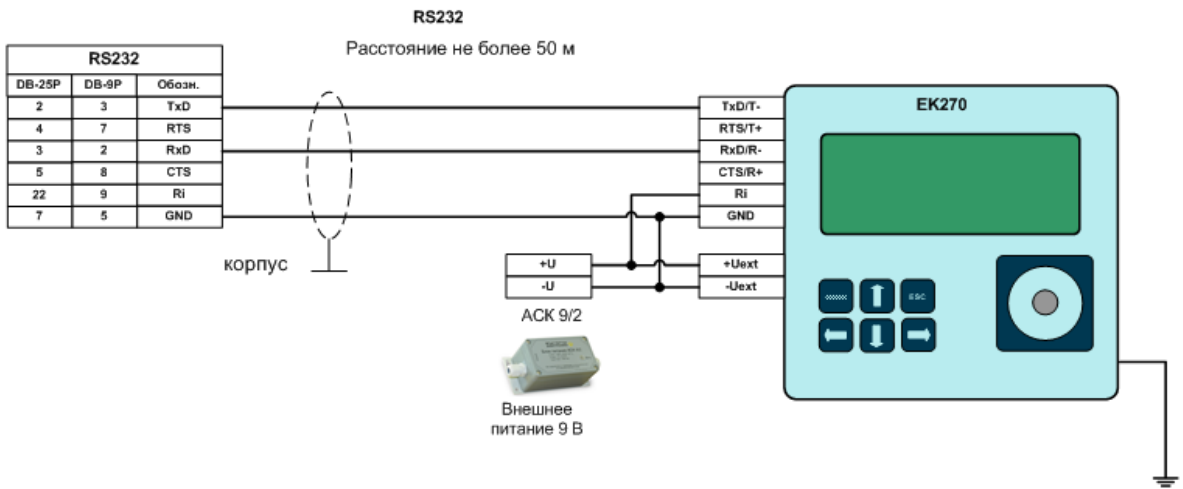 RS232
Расстояние не более 50 м
RS232
DB-25P DB-9P Обозн.
2 3 TxD
4 7 RTS
3 2 RxD
5 8 CTS
22 9 Ri
7 5 GND
корпус
TxD/T-
RTS/T+
RxD/R-
CTS/R+
Ri
GND
+U
-U
+Uext
-Uext
АСК 9/2
Внешнее
питание 9 В
EK270
ESC